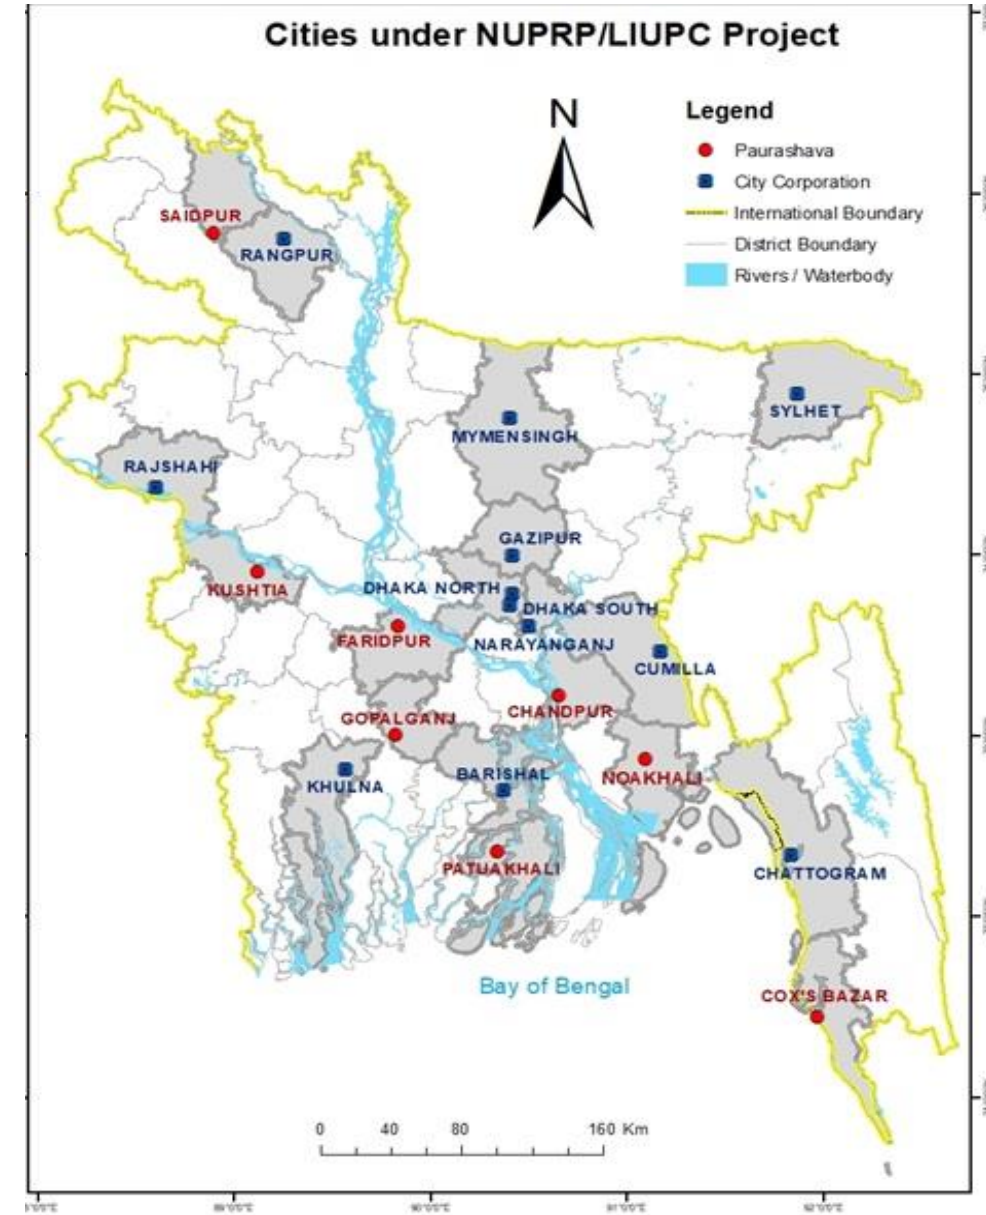 Cities under NUPRP/LIUPC Project
N
Legend
Paurashava
City Corporation
International Boundary
District Boundary
Rivers / Waterbody
SAIDPUR
RANGPUR
SYLHET
MYMENSINGH
RAJSHAHI
GAZIPUR
KUSHTIA
DHAKA NORTH
DHAKA SOUTH
FARIDPUR
NARAYANGANJ
CUMILLA
GOPALGANJ
CHANDPUR
KHULNA
BARISHAL
NOAKHALI
PATUAKHALI
CHATTOGRAM
Bay of Bengal
COX'S BAZAR
0 40 80 160 Km